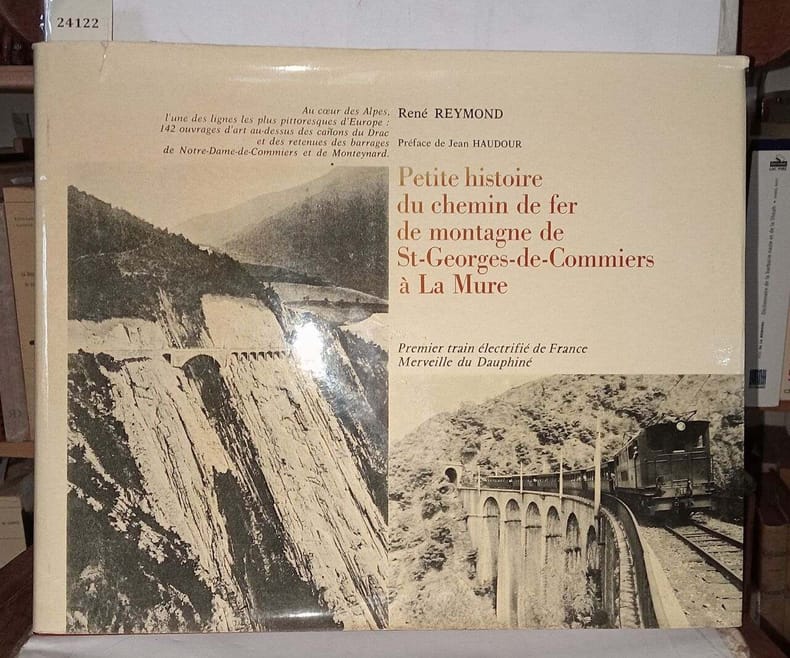 24122
Au cœur des Alpes,
l'une des lignes les plus pittoresques d'Europe :
142 ouvrages d'art au-dessus des cañons du Drac
et des retenues des barrages
de Notre-Dame-de-Commiers et de Monteynard.
René REYMOND
Préface de Jean HAUDOUR
Petite histoire
du chemin de fer
de montagne de
St-Georges-de-Commiers
à La Mure
Premier train électrifié de France
Merveille du Dauphiné